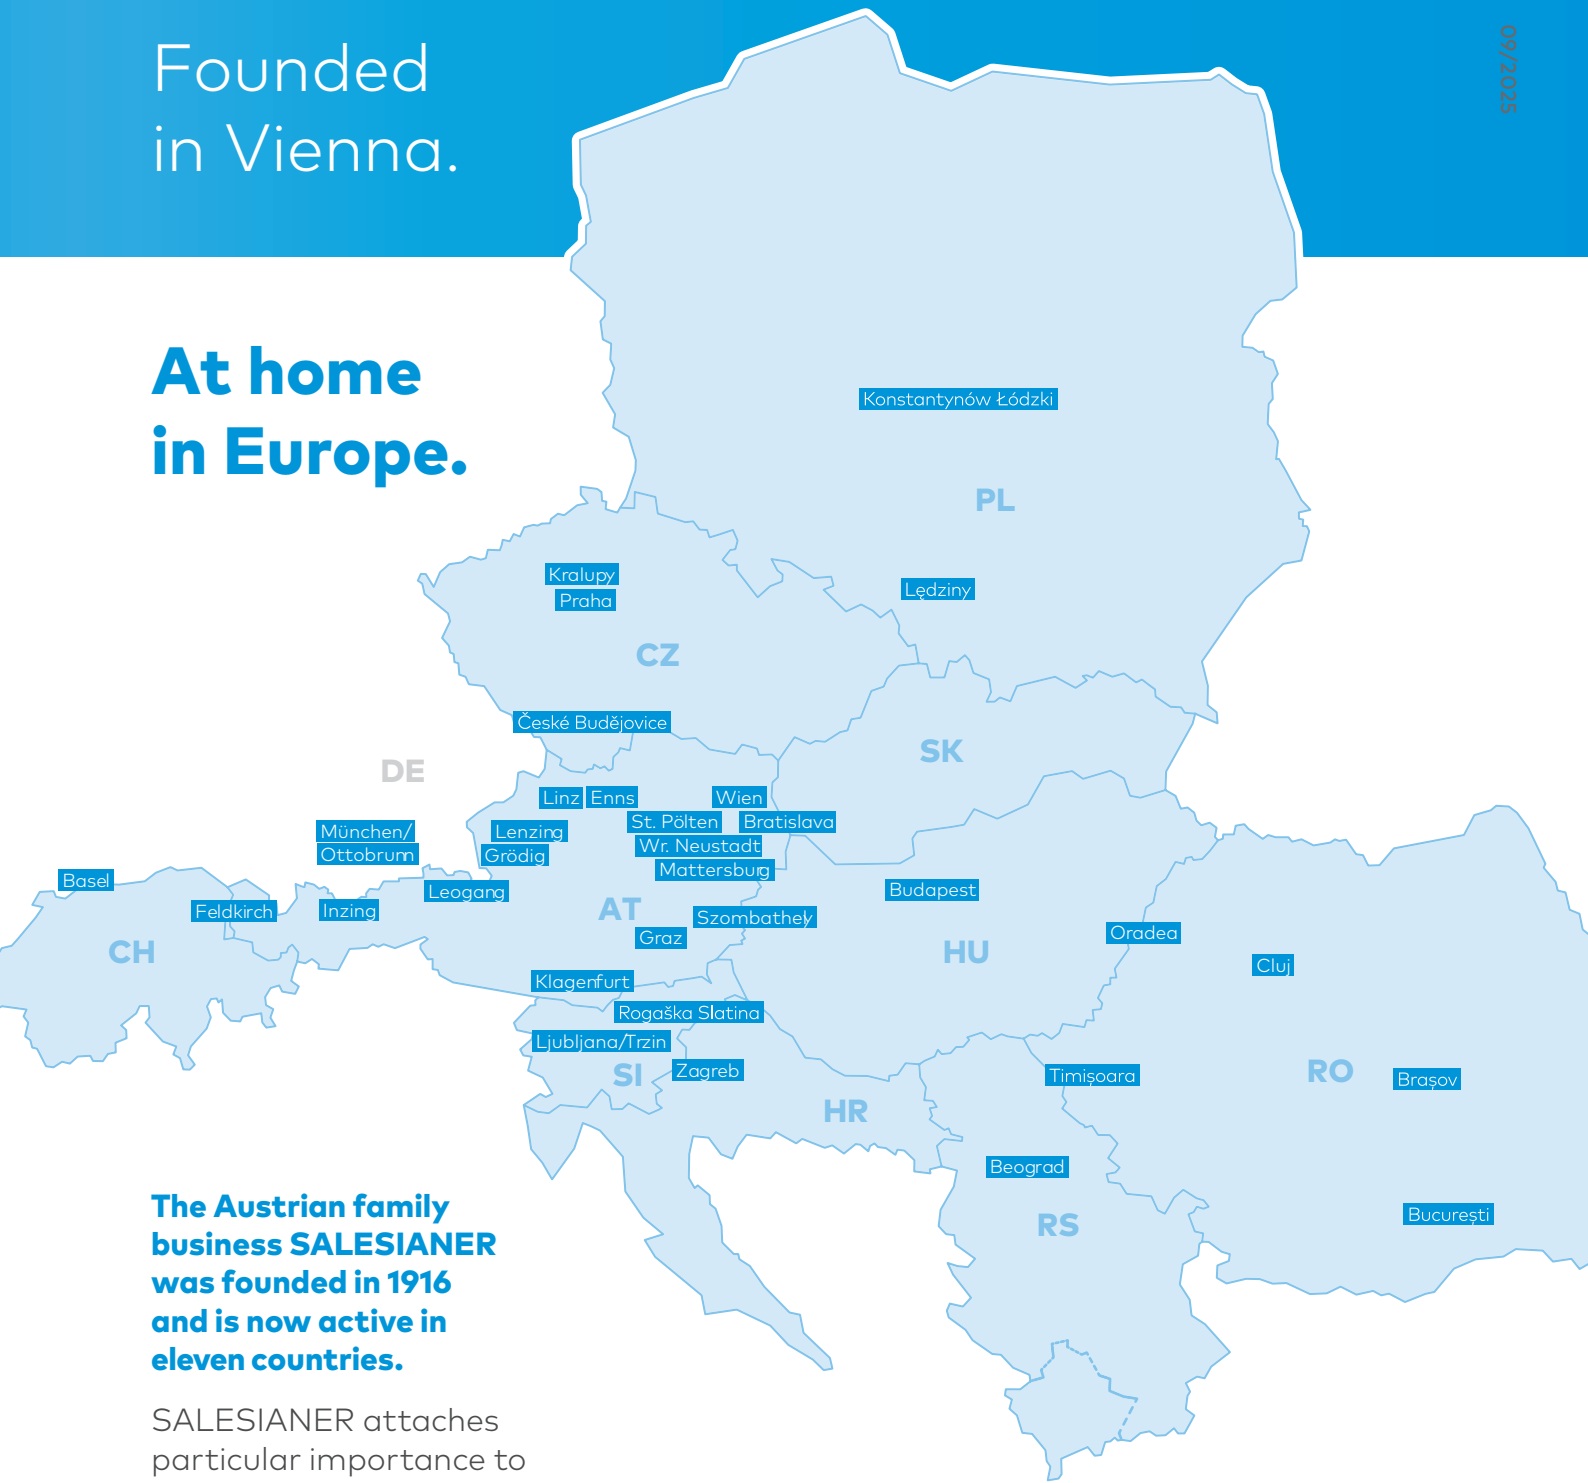 Founded
in Vienna.
09/2025
At home
in Europe.
Konstantynów Łódzki
PL
Lędziny
Kralupy
Praha
CZ
České Budějovice
SK
DE
Linz
Enns
Wien
St. Pölten
Bratislava
Lenzing
Wr. Neustadt
Grödig
Mattersburg
München/
Ottobrunn
Basel
Leogang
Feldkirch
Inzing
AT
Szombathely
Graz
Budapest
CH
HU
Oradea
Cluj
Klagenfurt
Rogaška Slatina
Ljubljana/Trzin
SI
Zagreb
HR
Timișoara
RO
Brașov
Beograd
RS
București
The Austrian family
business SALESIANER
was founded in 1916
and is now active in
eleven countries.
SALESIANER attaches
particular importance to